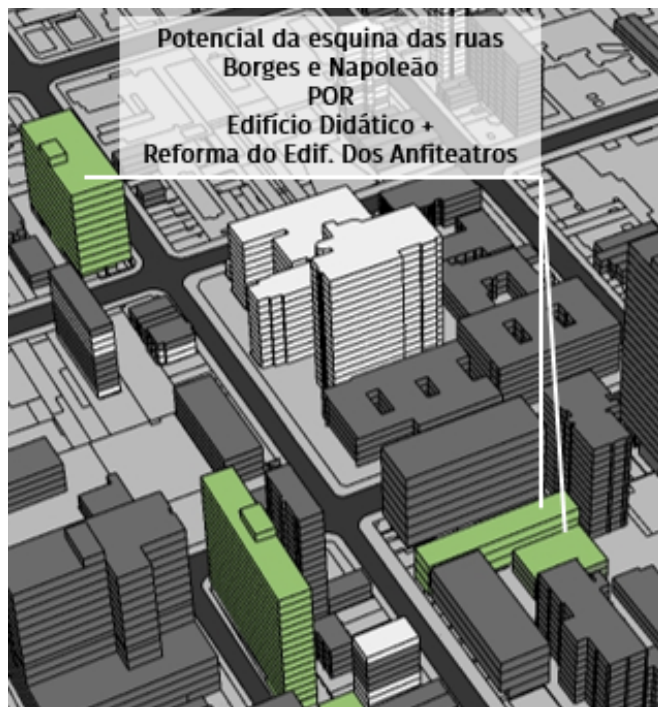 Potencial da esquina das ruas
Borges e Napoleão
POR
Edifício Didático +
Reforma do Edif. Dos Anfiteatros